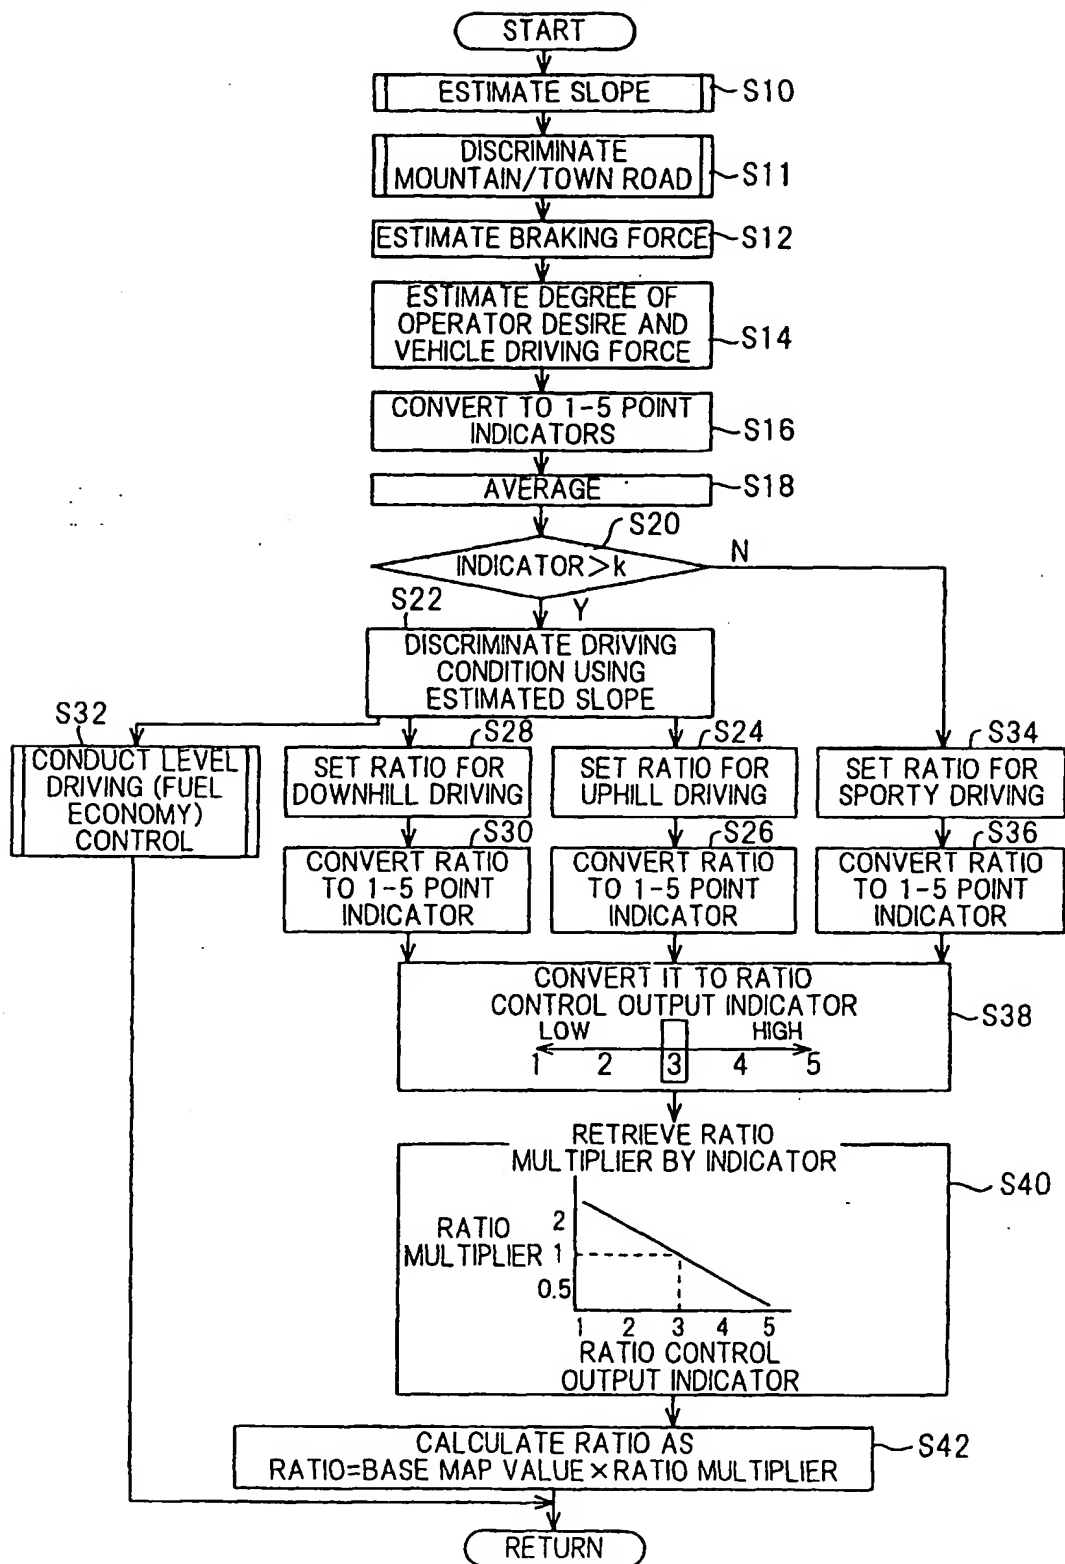 START
ESTIMATE SLOPE
S10
DISCRIMINATE
MOUNTAIN/TOWN ROAD
S11
ESTIMATE BRAKING FORCE
S12
ESTIMATE DEGREE OF
OPERATOR DESIRE AND
VEHICLE DRIVING FORCE
S14
CONVERT TO 1-5 POINT
INDICATORS
S16
AVERAGE
S18
S20
INDICATOR>k
N
Y
S22
DISCRIMINATE DRIVING
CONDITION USING
ESTIMATED SLOPE
S32
CONDUCT LEVEL
DRIVING (FUEL
ECONOMY)
CONTROL
S28
SET RATIO FOR
DOWNHILL DRIVING
S24
SET RATIO FOR
UPHILL DRIVING
S34
SET RATIO FOR
SPORTY DRIVING
S30
CONVERT RATIO
TO 1-5 POINT
INDICATOR
S26
CONVERT RATIO
TO 1-5 POINT
INDICATOR
S36
CONVERT RATIO
TO 1-5 POINT
INDICATOR
CONVERT IT TO RATIO
CONTROL OUTPUT INDICATOR
S38
LOW HIGH
1 2 3 4 5
RETRIEVE RATIO
MULTIPLIER BY INDICATOR
S40
RATIO
MULTIPLIER
2
1
0.5
1 2 3 4 5
RATIO CONTROL
OUTPUT INDICATOR
CALCULATE RATIO AS
RATIO=BASE MAP VALUE×RATIO MULTIPLIER
S42
RETURN